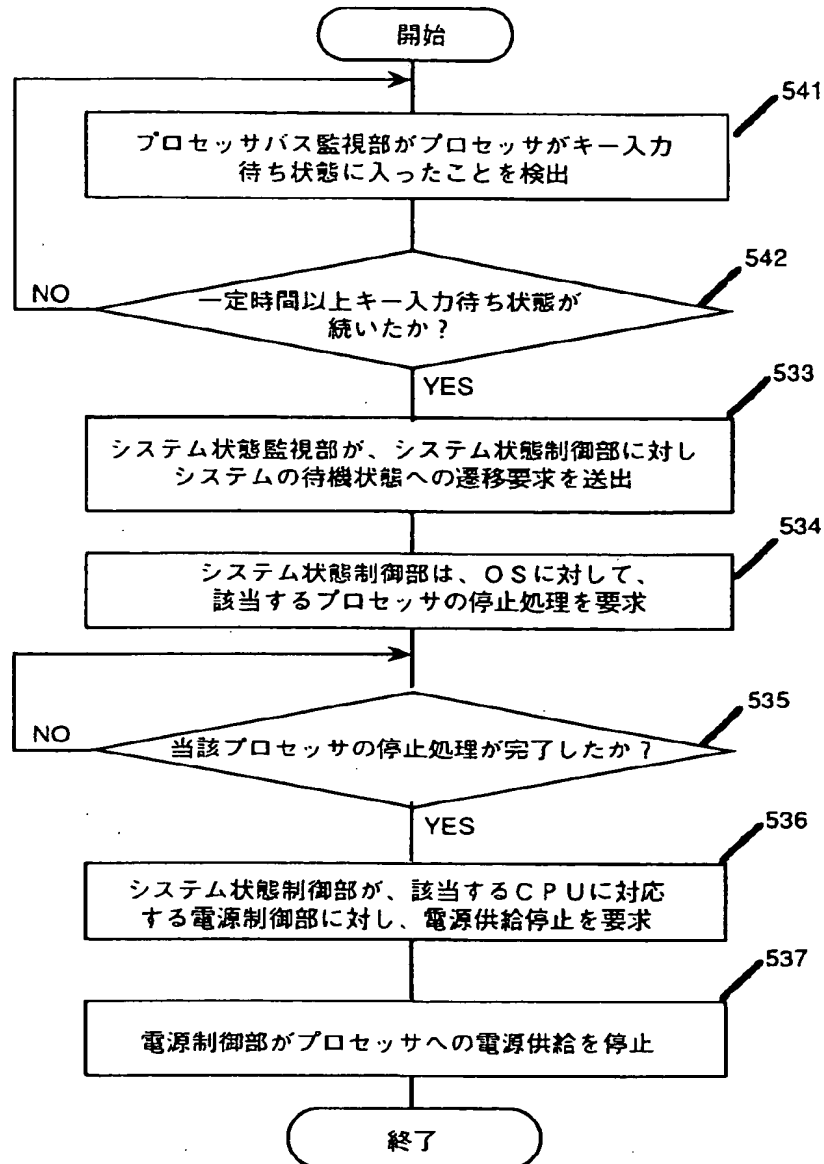 開始
541
プロセッサバス監視部がプロセッサがキー入力
待ち状態に入ったことを検出
542
NO
一定時間以上キー入力待ち状態が
続いたか？
YES
533
システム状態監視部が、システム状態制御部に対し
システムの待機状態への遷移要求を送出
534
システム状態制御部は、ＯＳに対して、
該当するプロセッサの停止処理を要求
535
NO
当該プロセッサの停止処理が完了したか？
YES
536
システム状態制御部が、該当するＣＰＵに対応
する電源制御部に対し、電源供給停止を要求
537
電源制御部がプロセッサへの電源供給を停止
終了